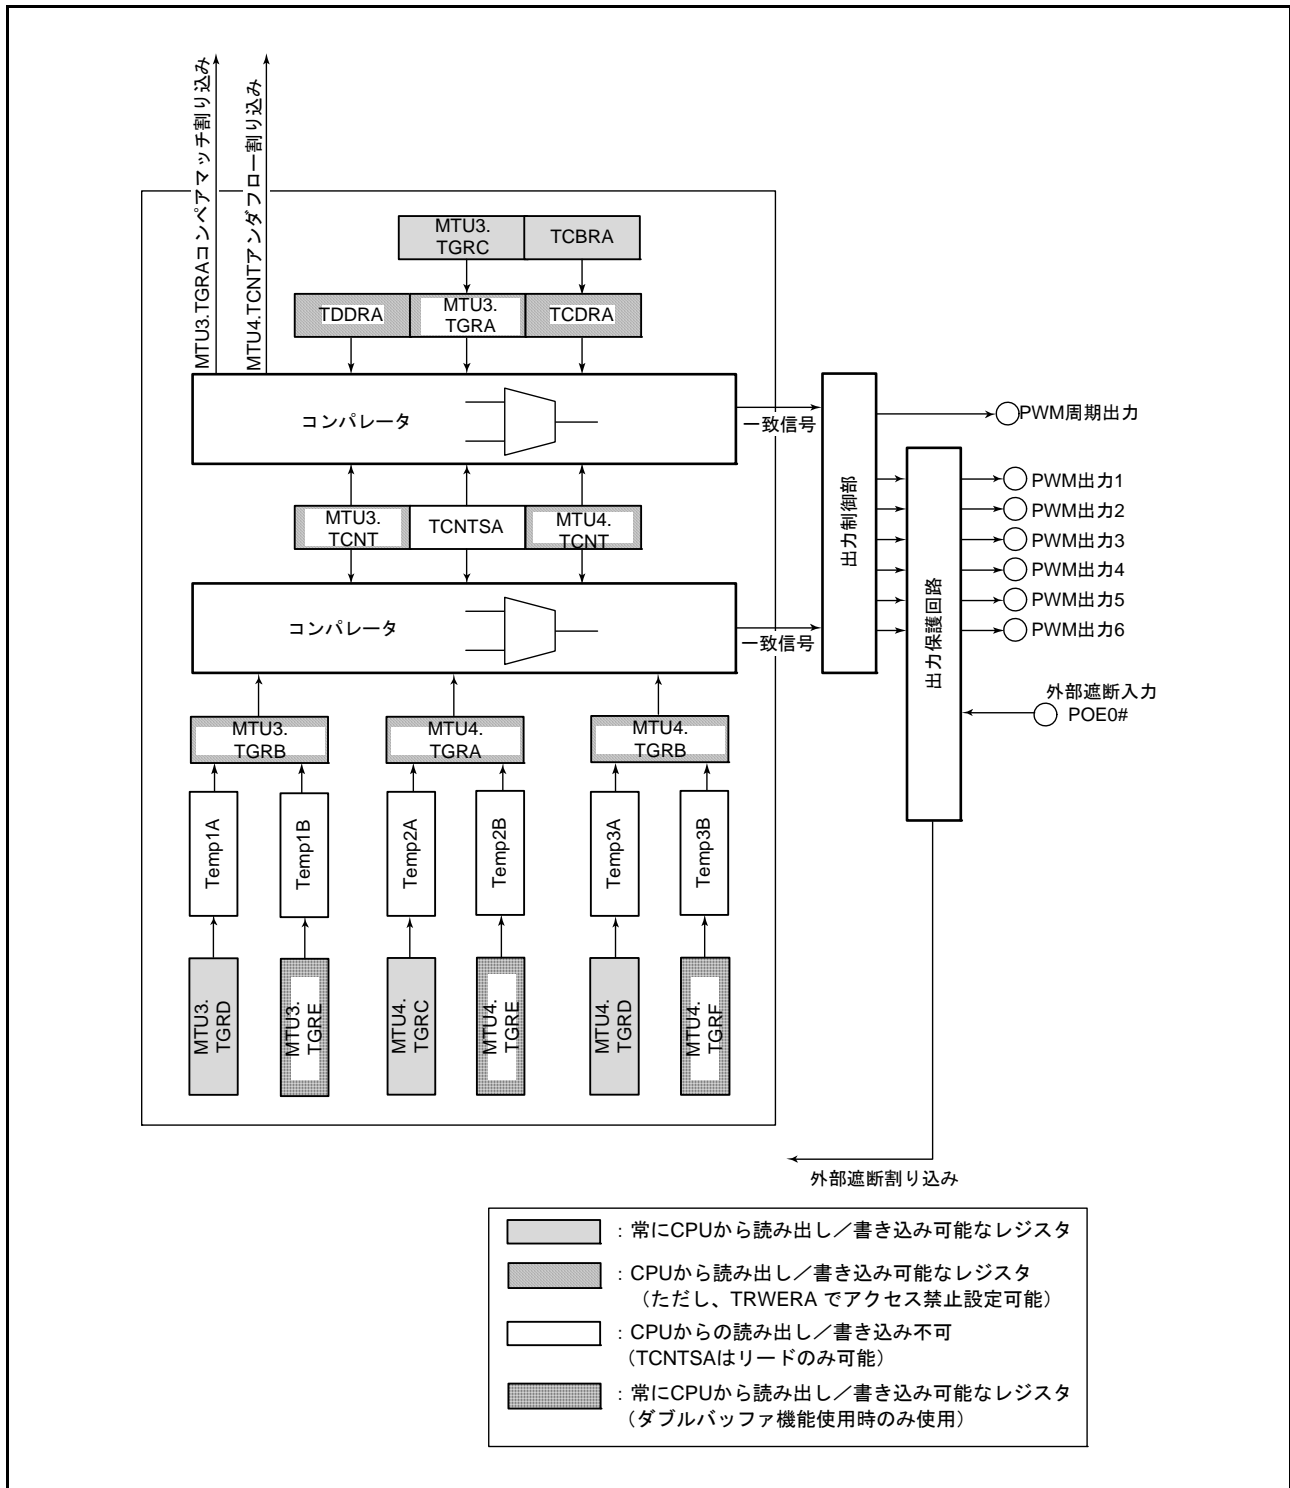 MTU3.TGRAコンペアマッチ割り込み
MTU4.TCNTアンダフロー割り込み
MTU3.
TGRC
TCBRA
TDDRA
MTU3.
TGRA
TCDRA
コンパレータ
一致信号
MTU3.
TCNT
TCNTSA
MTU4.
TCNT
コンパレータ
一致信号
出力制御部
出力保護回路
PWM周期出力
PWM出力1
PWM出力2
PWM出力3
PWM出力4
PWM出力5
PWM出力6
外部遮断入力
POE0#
MTU3.
TGRB
MTU4.
TGRA
MTU4.
TGRB
Temp1A
Temp1B
Temp2A
Temp2B
Temp3A
Temp3B
MTU3.
TGRD
MTU3.
TGRE
MTU4.
TGRC
MTU4.
TGRE
MTU4.
TGRD
MTU4.
TGRF
外部遮断割り込み
：常にCPUから読み出し／書き込み可能なレジスタ
：CPUから読み出し／書き込み可能なレジスタ
（ただし、TRWERA でアクセス禁止設定可能）
：CPUからの読み出し／書き込み不可
（TCNTSAはリードのみ可能）
：常にCPUから読み出し／書き込み可能なレジスタ
（ダブルバッファ機能使用時のみ使用）